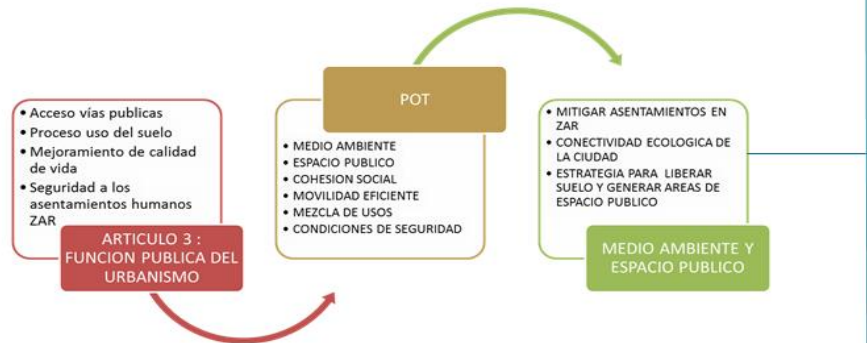 • Acceso vías publicas
• Proceso uso del suelo
• Mejoramiento de calidad
de vida
• Seguridad a los
asentamientos humanos
ZAR
ARTICULO 3 :
FUNCION PUBLICA DEL
URBANISMO
POT
• MEDIO AMBIENTE
• ESPACIO PUBLICO
• COHESION SOCIAL
• MOVILIDAD EFICIENTE
• MEZCLA DE USOS
• CONDICIONES DE SEGURIDAD
• MITIGAR ASENTAMIENTOS EN
ZAR
• CONECTIVIDAD ECOLOGICA DE
LA CIUDAD
• ESTRATEGIA PARA LIBERAR
SUELO Y GENERAR AREAS DE
ESPACIO PUBLICO
MEDIO AMBIENTE Y
ESPACIO PUBLICO